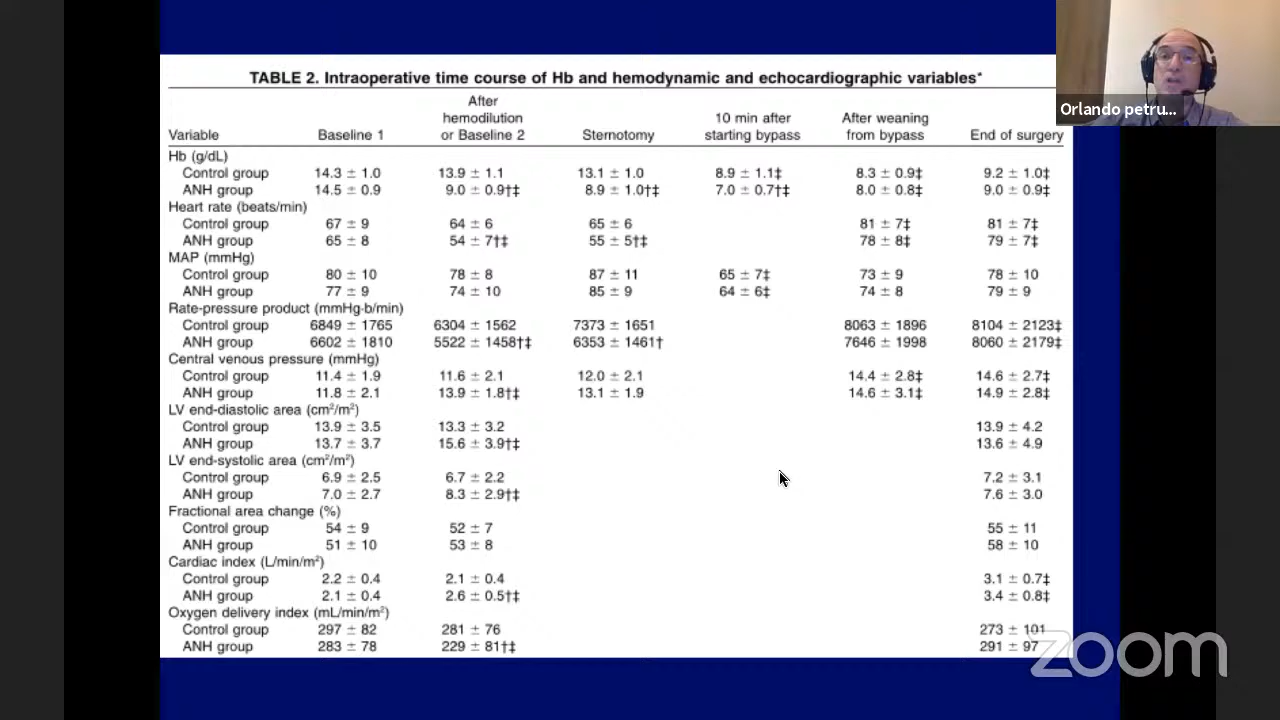 TABLE 2. Intraoperative time course of Hb and hemodynamic and echocardiographic variables*
Orlando petru...
After
hemodilution 10 min after After weaning
Variable Baseline 1 or Baseline 2 Sternotomy starting bypass from bypass End of surgery
Hb (g/dL)
Control group 14.3 ± 1.0 13.9 ± 1.1 13.1 ± 1.0 8.9 ± 1.1‡ 8.3 ± 0.9‡ 9.2 ± 1.0‡
ANH group 14.5 ± 0.9 9.0 ± 0.9†‡ 8.9 ± 1.0†‡ 7.0 ± 0.7†‡ 8.0 ± 0.8‡ 9.0 ± 0.9‡
Heart rate (beats/min)
Control group 67 ± 9 64 ± 6 65 ± 6 81 ± 7‡ 81 ± 7‡
ANH group 65 ± 8 54 ± 7†‡ 55 ± 5†‡ 78 ± 8‡ 79 ± 7‡
MAP (mmHg)
Control group 80 ± 10 78 ± 8 87 ± 11 65 ± 7‡ 73 ± 9 78 ± 10
ANH group 77 ± 9 74 ± 10 85 ± 9 64 ± 6‡ 74 ± 8 79 ± 9
Rate-pressure product (mmHg·b/min)
Control group 6849 ± 1765 6304 ± 1562 7373 ± 1651 8063 ± 1896 8104 ± 2123‡
ANH group 6602 ± 1810 5522 ± 1458†‡ 6353 ± 1461† 7646 ± 1998 8060 ± 2179‡
Central venous pressure (mmHg)
Control group 11.4 ± 1.9 11.6 ± 2.1 12.0 ± 2.1 14.4 ± 2.8‡ 14.6 ± 2.7‡
ANH group 11.8 ± 2.1 13.9 ± 1.8†‡ 13.1 ± 1.9 14.6 ± 3.1‡ 14.9 ± 2.8‡
LV end-diastolic area (cm²/m²)
Control group 13.9 ± 3.5 13.3 ± 3.2 13.9 ± 4.2
ANH group 13.7 ± 3.7 15.6 ± 3.9†‡ 13.6 ± 4.9
LV end-systolic area (cm²/m²)
Control group 6.9 ± 2.5 6.7 ± 2.2 7.2 ± 3.1
ANH group 7.0 ± 2.7 8.3 ± 2.9†‡ 7.6 ± 3.0
Fractional area change (%)
Control group 54 ± 9 52 ± 7 55 ± 11
ANH group 51 ± 10 53 ± 8 58 ± 10
Cardiac index (L/min/m²)
Control group 2.2 ± 0.4 2.1 ± 0.4 3.1 ± 0.7‡
ANH group 2.1 ± 0.4 2.6 ± 0.5†‡ 3.4 ± 0.8‡
Oxygen delivery index (mL/min/m²)
Control group 297 ± 82 281 ± 76 273 ± 101
ANH group 283 ± 78 229 ± 81†‡ 291 ± 97
zoom